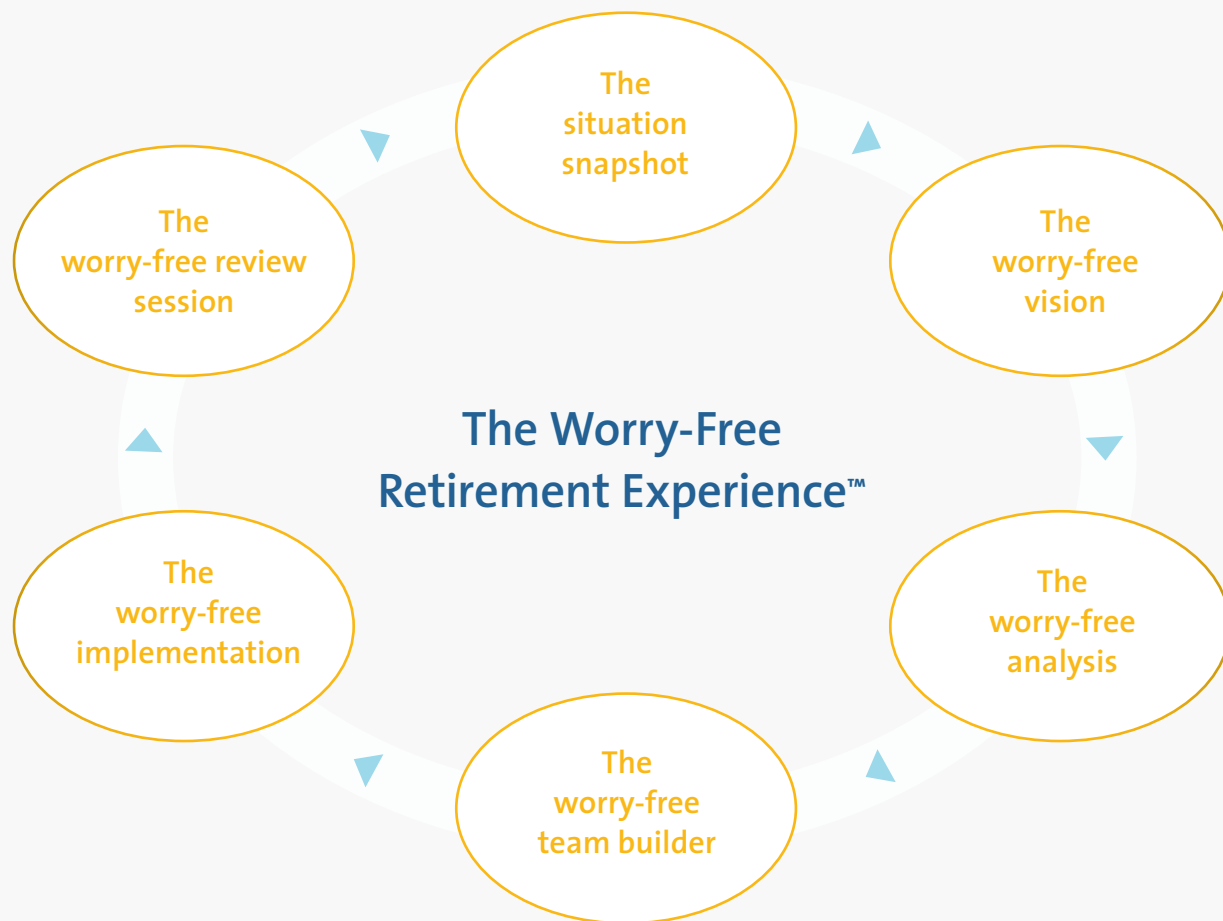 The
situation
snapshot
The
worry-free
vision
The
worry-free
analysis
The
worry-free
team builder
The
worry-free
implementation
The
worry-free review
session
The Worry-Free
Retirement Experience™